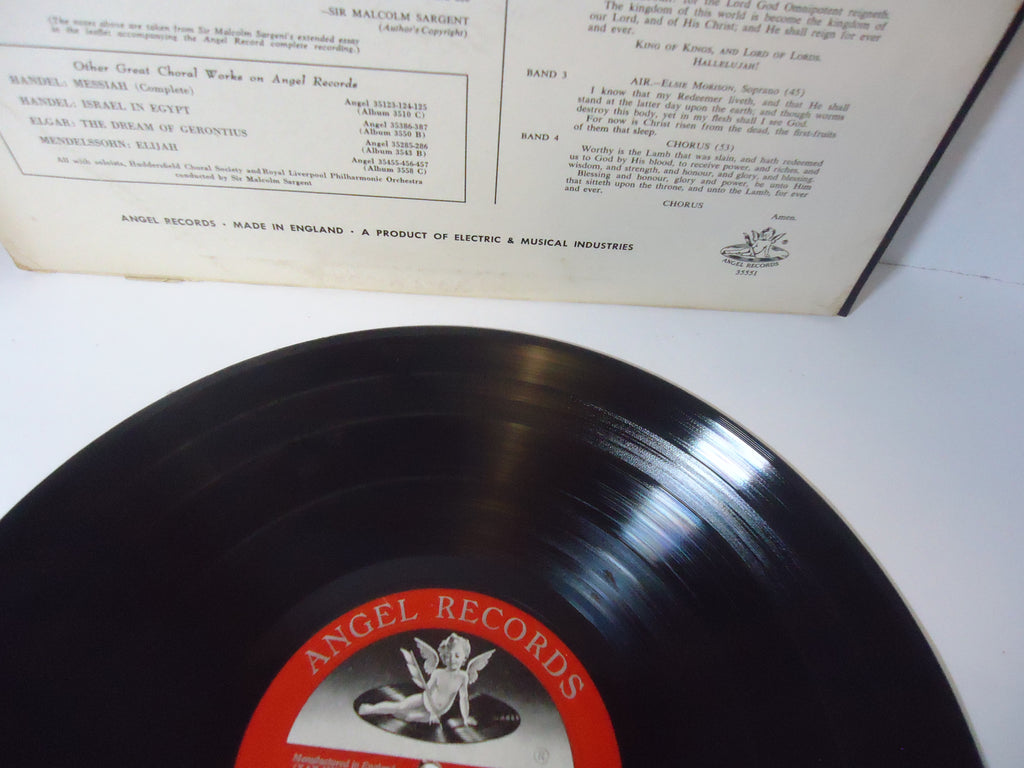 –SIR MALCOLM SARGENT
(Author's Copyright)
(The notes above are taken from Sir Malcolm Sargent's extended essay
in the leaflet accompanying the Angel Record complete recording.)
Other Great Choral Works on Angel Records
HANDEL: MESSIAH (Complete)
Angel 35123-124-125
(Album 3510 C)
HANDEL: ISRAEL IN EGYPT
Angel 35386-387
(Album 3550 B)
ELGAR: THE DREAM OF GERONTIUS
Angel 35285-286
(Album 3543 B)
MENDELSSOHN: ELIJAH
Angel 35455-456-457
(Album 3558 C)
All with soloists, Huddersfield Choral Society and Royal Liverpool Philharmonic Orchestra
conducted by Sir Malcolm Sargent
for the Lord God Omnipotent reigneth.
The kingdom of this world is become the kingdom of
our Lord, and of His Christ; and He shall reign for ever
and ever.
KING OF KINGS, AND LORD OF LORDS.
HALLELUJAH!
BAND 3
AIR.–ELSIE MORISON, Soprano (45)
I know that my Redeemer liveth, and that He shall
stand at the latter day upon the earth; and though worms
destroy this body, yet in my flesh shall I see God.
For now is Christ risen from the dead, the first-fruits
of them that sleep.
BAND 4
CHORUS (53)
Worthy is the Lamb that was slain, and hath redeemed
us to God by His blood, to receive power, and riches, and
wisdom, and strength, and honour, and glory, and blessing.
Blessing and honour, glory and power, be unto Him
that sitteth upon the throne, and unto the Lamb, for ever
and ever.
CHORUS
Amen.
ANGEL RECORDS · MADE IN ENGLAND · A PRODUCT OF ELECTRIC & MUSICAL INDUSTRIES
®
ANGEL RECORDS
35551
ANGEL RECORDS
®
Manufactured in England